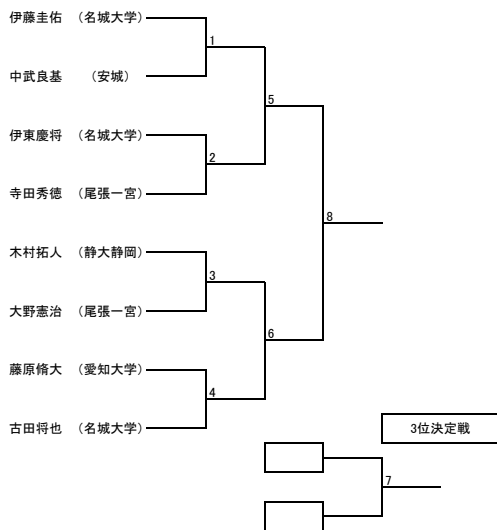 伊藤圭佑 （名城大学）
1
中武良基 （安城）
5
伊東慶将 （名城大学）
2
寺田秀徳 （尾張一宮）
8
木村拓人 （静大静岡）
3
大野憲治 （尾張一宮）
6
藤原脩大 （愛知大学）
4
古田将也 （名城大学）
3位決定戦
7